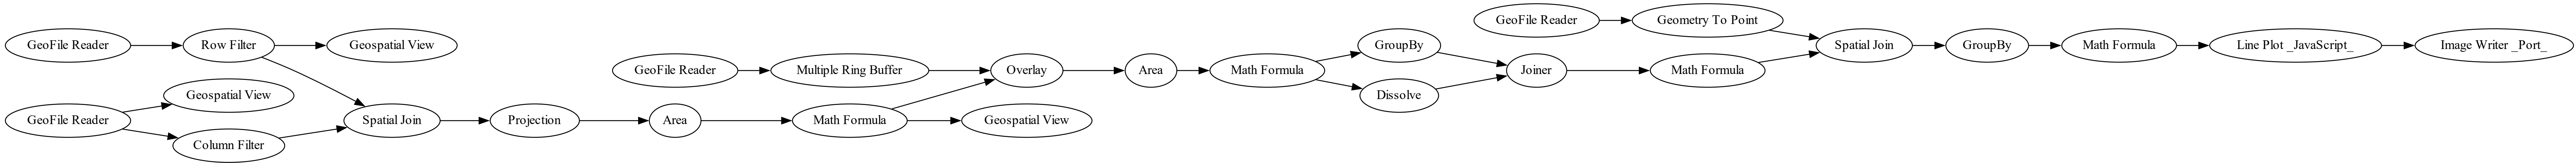 GeoFile Reader
Row Filter
Geospatial View
GeoFile Reader
Geospatial View
Column Filter
Spatial Join
Projection
Area
Math Formula
Geospatial View
GeoFile Reader
Multiple Ring Buffer
Overlay
Area
Math Formula
GroupBy
Dissolve
Joiner
Math Formula
GeoFile Reader
Geometry To Point
Spatial Join
GroupBy
Math Formula
Line Plot _JavaScript_
Image Writer _Port_